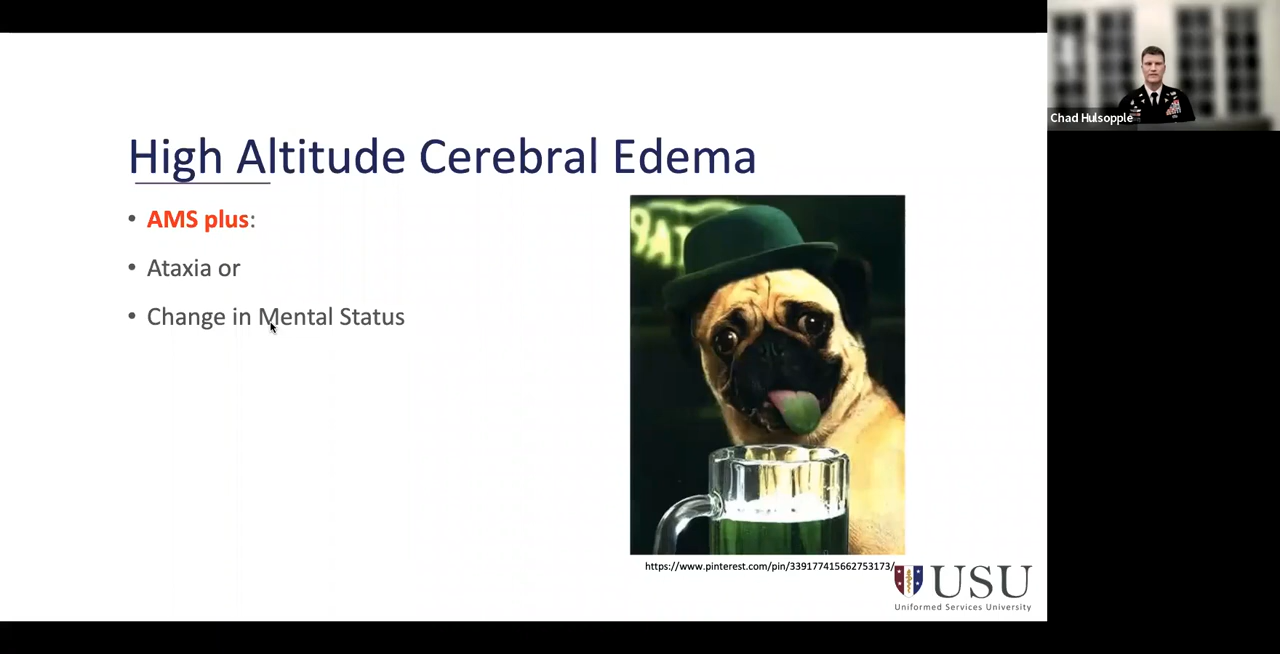 High Altitude Cerebral Edema
• AMS plus:
• Ataxia or
• Change in Mental Status
https://www.pinterest.com/pin/339177415662753173/
USU
Uniformed Services University
Chad Hulsopple